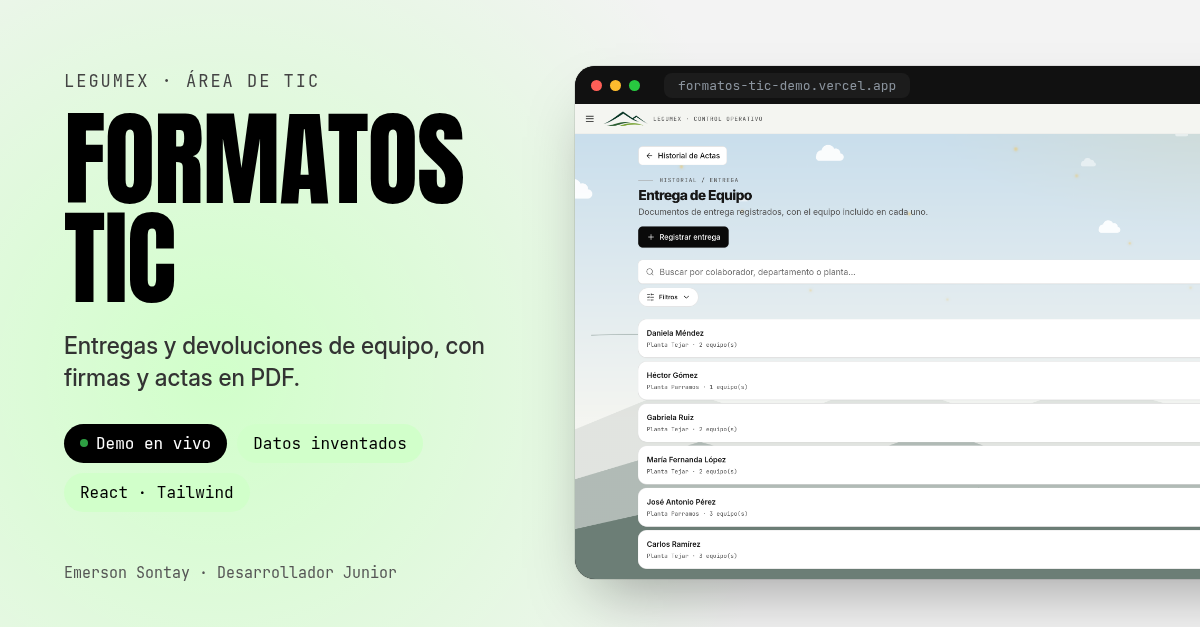 LEGUMEX · ÁREA DE TIC
FORMATOS
TIC
Entregas y devoluciones de equipo, con
firmas y actas en PDF.
Demo en vivo
Datos inventados
React · Tailwind
Emerson Sontay · Desarrollador Junior
formatos-tic-demo.vercel.app
LEGUMEX · CONTROL OPERATIVO
← Historial de Actas
HISTORIAL / ENTREGA
Entrega de Equipo
Documentos de entrega registrados, con el equipo incluido en cada uno.
+ Registrar entrega
Buscar por colaborador, departamento o planta...
Filtros
Daniela Méndez
Planta Tejar · 2 equipo(s)
Héctor Gómez
Planta Parramos · 1 equipo(s)
Gabriela Ruiz
Planta Tejar · 2 equipo(s)
María Fernanda López
Planta Tejar · 2 equipo(s)
José Antonio Pérez
Planta Parramos · 3 equipo(s)
Carlos Ramírez
Planta Tejar · 3 equipo(s)